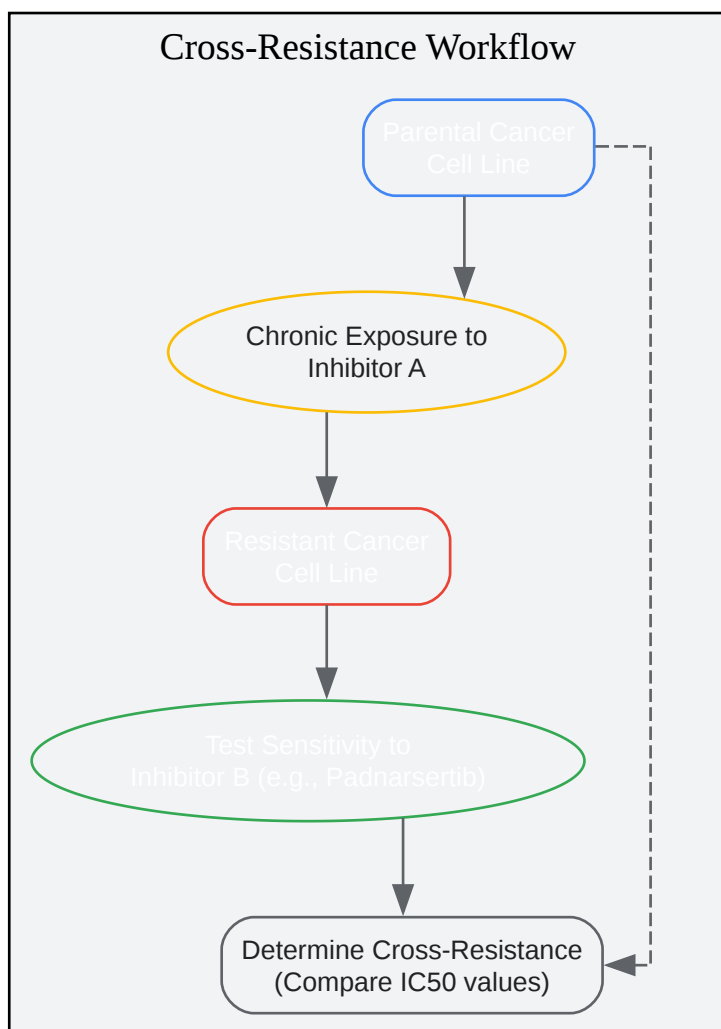 Cross-Resistance Workflow
Parental Cancer
Cell Line
Chronic Exposure to
Inhibitor A
Resistant Cancer
Cell Line
Test Sensitivity to
Inhibitor B (e.g., Padnarsertib)
Determine Cross-Resistance
(Compare IC50 values)